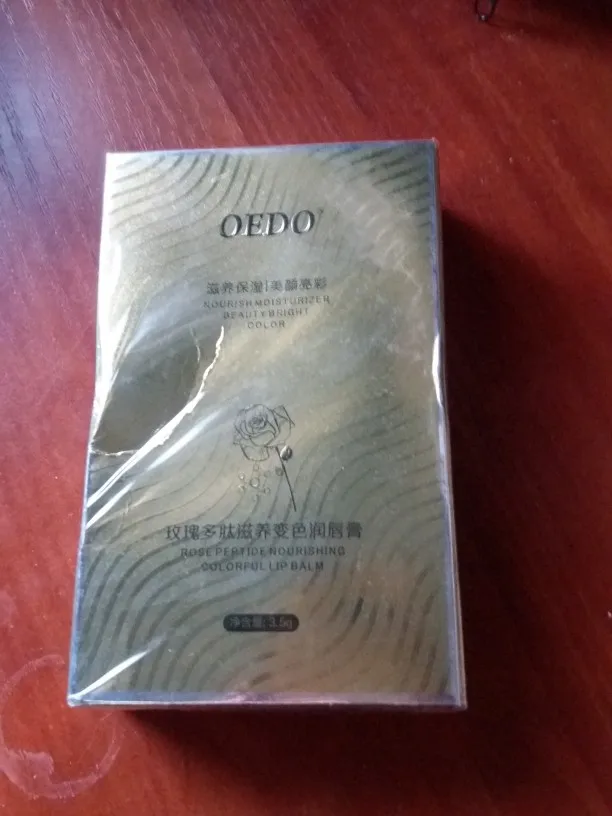 OEDO
滋养保湿|美韻亮彩
NOURISH MOISTURIZER
BEAUTY BRIGHT
COLOR
玫瑰多肽滋养变色润唇膏
ROSE PEPTIDE NOURISHING
COLORFUL LIP BALM
净含量: 3.5g